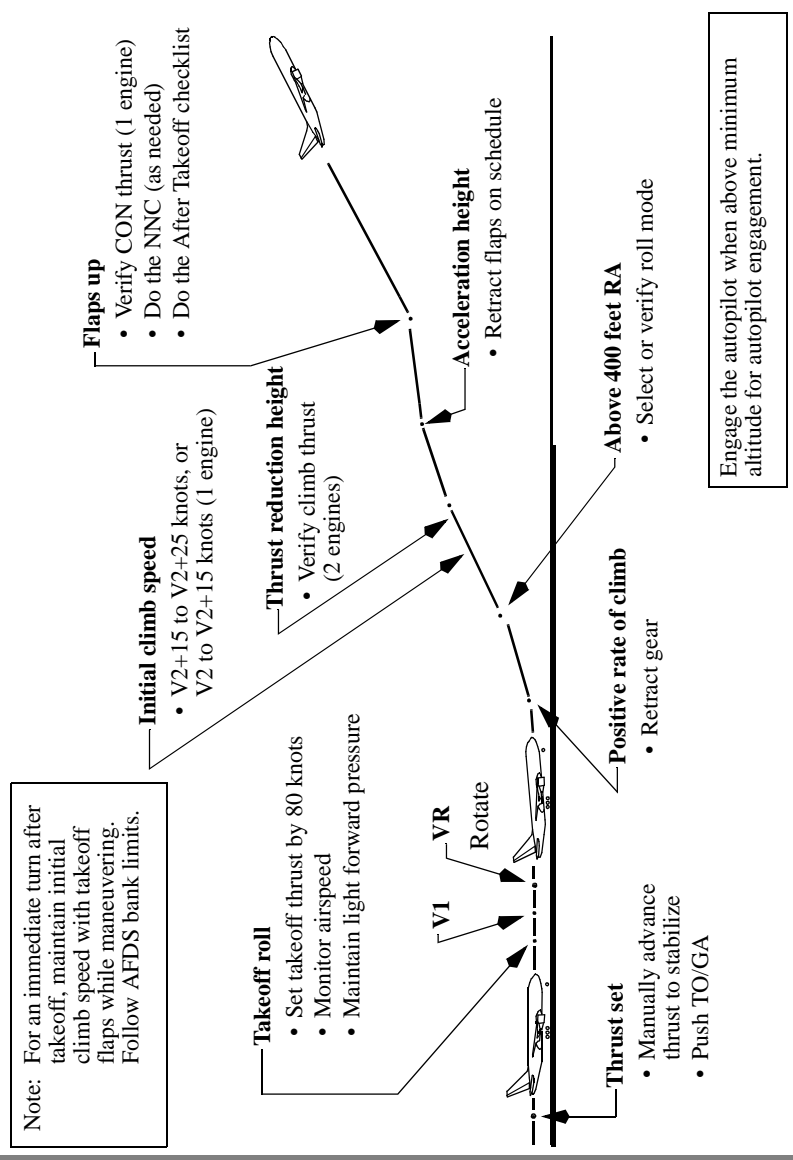 Note: For an immediate turn after
takeoff, maintain initial
climb speed with takeoff
flaps while maneuvering.
Follow AFDS bank limits.
Takeoff roll
• Set takeoff thrust by 80 knots
• Monitor airspeed
• Maintain light forward pressure
V1
VR
Rotate
Thrust set
• Manually advance
thrust to stabilize
• Push TO/GA
Initial climb speed
• V2+15 to V2+25 knots, or
V2 to V2+15 knots (1 engine)
Thrust reduction height
• Verify climb thrust
(2 engines)
Positive rate of climb
• Retract gear
Flaps up
• Verify CON thrust (1 engine)
• Do the NNC (as needed)
• Do the After Takeoff checklist
Acceleration height
• Retract flaps on schedule
Above 400 feet RA
• Select or verify roll mode
Engage the autopilot when above minimum
altitude for autopilot engagement.